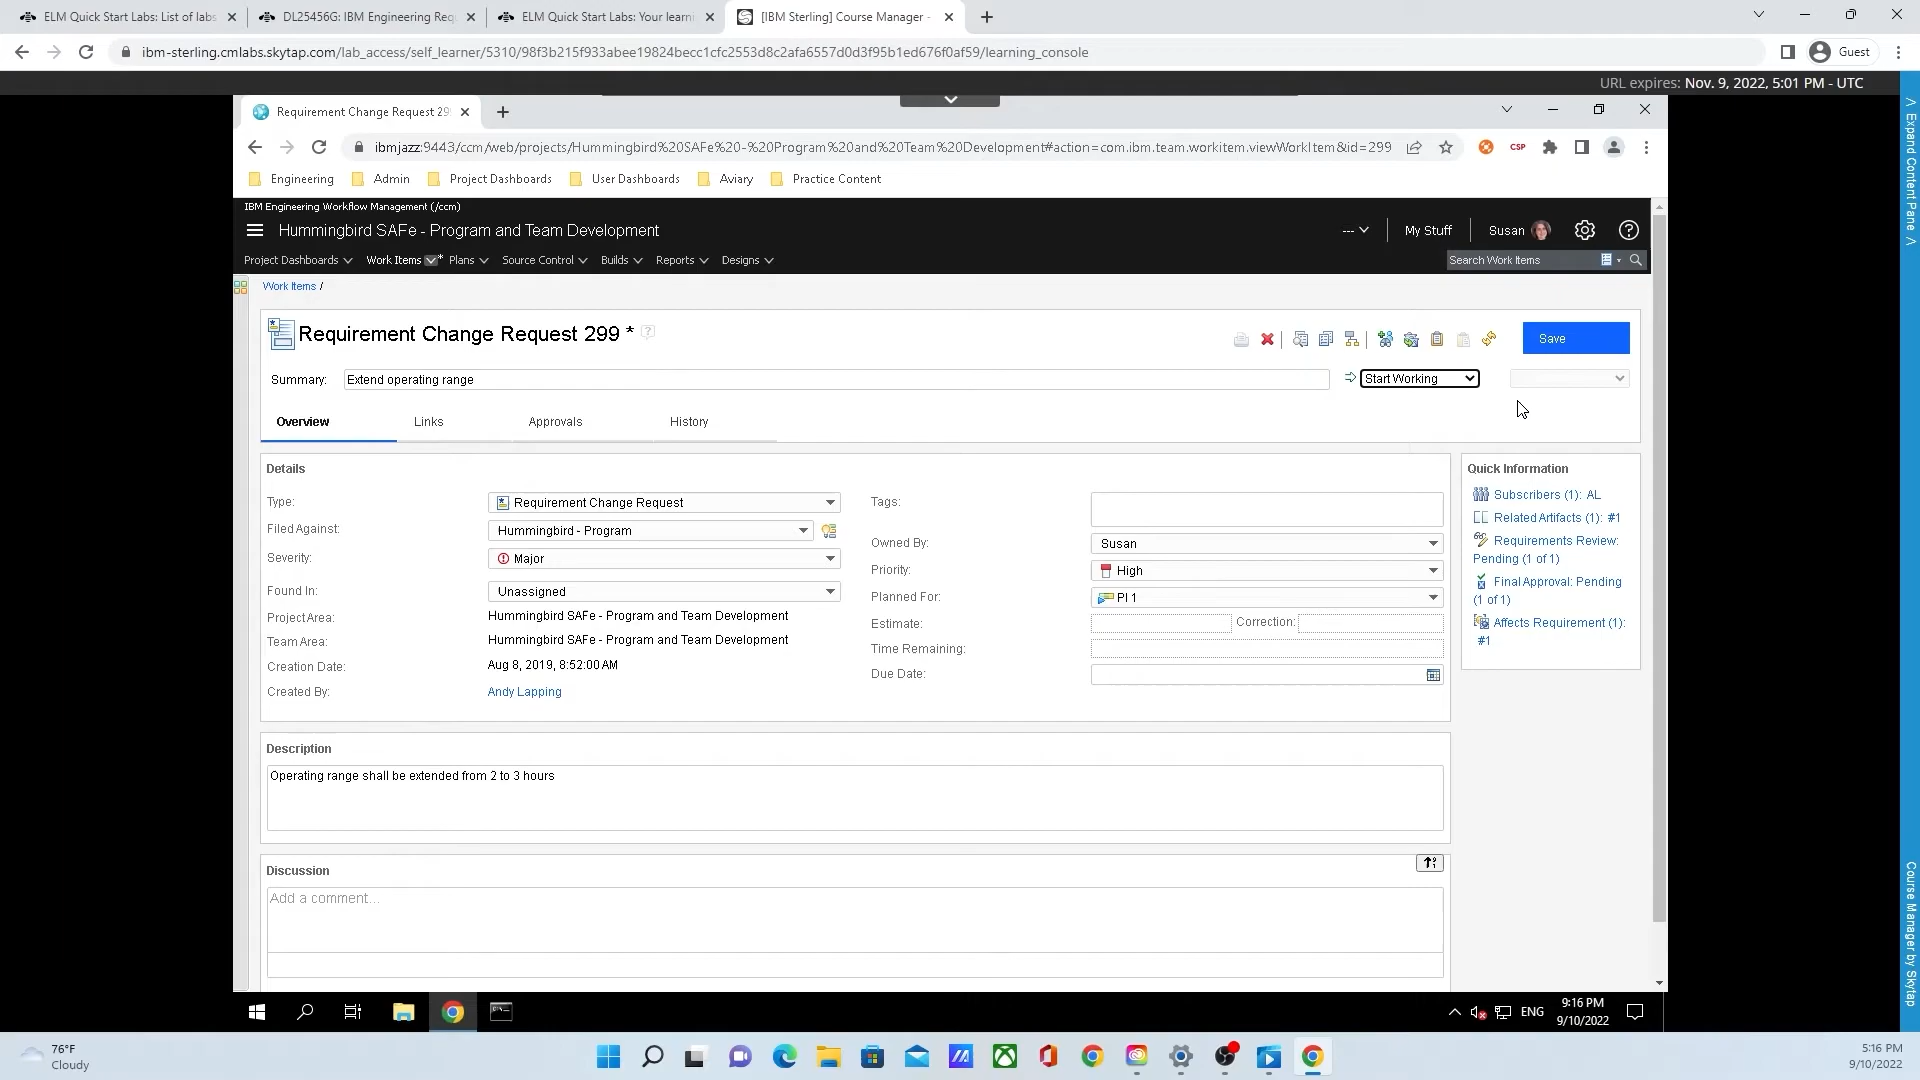 ELM Quick Start Labs: List of labs
DL25456G: IBM Engineering Req
ELM Quick Start Labs: Your learni
[IBM Sterling] Course Manager -
ibm-sterling.cmlabs.skytap.com/lab_access/self_learner/5310/98f3b215f933abee19824becc1cfc2553d8c2afa6557d0d3f95b1ed676f0af59/learning_console
Guest
URL expires: Nov. 9, 2022, 5:01 PM - UTC
< Expand Content Pane <
Requirement Change Request 29
ibmjazz:9443/ccm/web/projects/Hummingbird%20SAFe%20-%20Program%20and%20Team%20Development#action=com.ibm.team.workitem.viewWorkItem&id=299
CSP
Engineering
Admin
Project Dashboards
User Dashboards
Aviary
Practice Content
IBM Engineering Workflow Management (/ccm)
Hummingbird SAFe - Program and Team Development
---
My Stuff
Susan
Project Dashboards
Work Items *
Plans
Source Control
Builds
Reports
Designs
Search Work Items
Work Items /
Requirement Change Request 299 * ?
Save
Summary:
Extend operating range
Start Working
Overview
Links
Approvals
History
Details
Type:
Requirement Change Request
Filed Against:
Hummingbird - Program
Severity:
Major
Found In:
Unassigned
Project Area:
Hummingbird SAFe - Program and Team Development
Team Area:
Hummingbird SAFe - Program and Team Development
Creation Date:
Aug 8, 2019, 8:52:00 AM
Created By:
Andy Lapping
Tags:
Owned By:
Susan
Priority:
High
Planned For:
PI 1
Estimate:
Correction:
Time Remaining:
Due Date:
Quick Information
Subscribers (1): AL
Related Artifacts (1): #1
Requirements Review:
Pending (1 of 1)
Final Approval: Pending
(1 of 1)
Affects Requirement (1):
#1
Description
Operating range shall be extended from 2 to 3 hours
Discussion
Add a comment...
Course Manager by Skytap
ENG
9:16 PM
9/10/2022
76°F
Cloudy
5:16 PM
9/10/2022